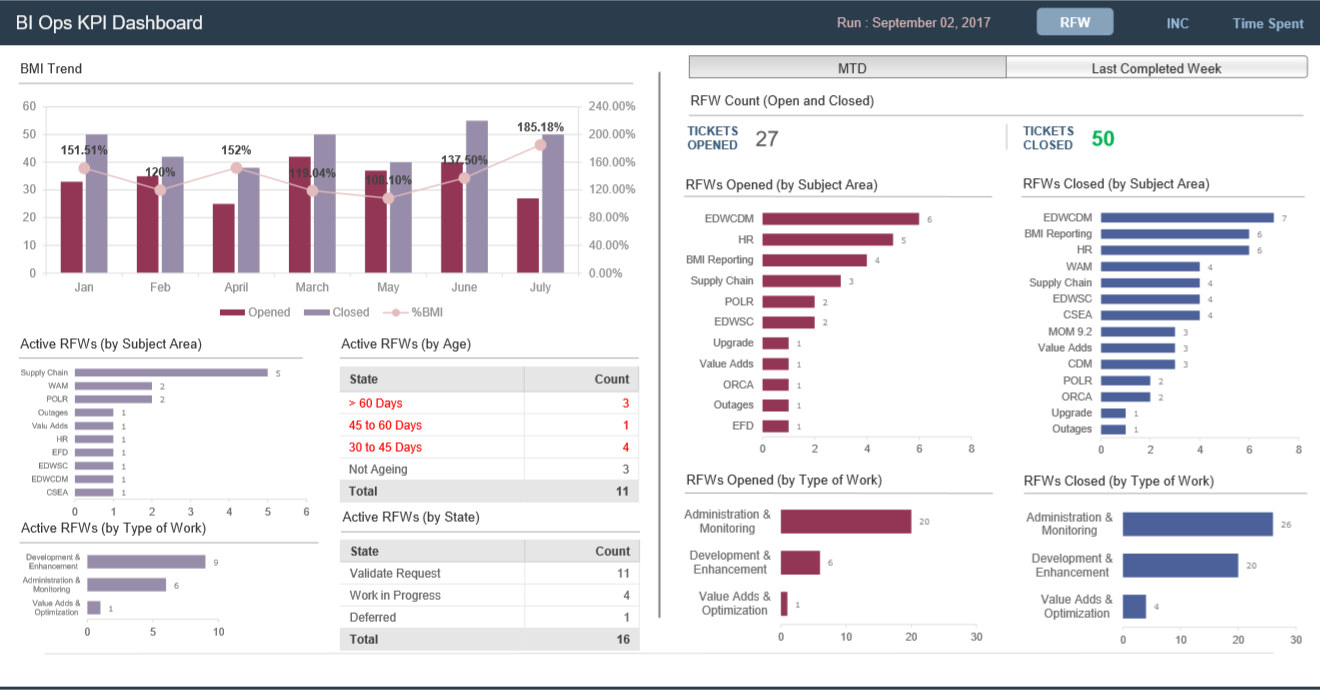 BI Ops KPI Dashboard
Run : September 02, 2017
RFW
INC
Time Spent
BMI Trend
60
50
40
30
20
10
0
240.00%
200.00%
160.00%
120.00%
80.00%
40.00%
0.00%
151.51%
120%
152%
119.04%
108.10%
137.50%
185.18%
Jan
Feb
April
March
May
June
July
Opened
Closed
%BMI
Active RFWs (by Subject Area)
Supply Chain 5
WAM 2
POLR 2
Outages 1
Valu Adds 1
HR 1
EFD 1
EDWSC 1
EDWCDM 1
CSEA 1
0 1 2 3 4 5 6
Active RFWs (by Type of Work)
Development &
Enhancement
9
Administration &
Monitoring
6
Value Adds &
Optimization
1
0 5 10
Active RFWs (by Age)
State Count
> 60 Days 3
45 to 60 Days 1
30 to 45 Days 4
Not Ageing 3
Total 11
Active RFWs (by State)
State Count
Validate Request 11
Work in Progress 4
Deferred 1
Total 16
MTD
Last Completed Week
RFW Count (Open and Closed)
TICKETS
OPENED
27
TICKETS
CLOSED
50
RFWs Opened (by Subject Area)
EDWCDM 6
HR 5
BMI Reporting 4
Supply Chain 3
POLR 2
EDWSC 2
Upgrade 1
Value Adds 1
ORCA 1
Outages 1
EFD 1
0 2 4 6 8
RFWs Closed (by Subject Area)
EDWCDM 7
BMI Reporting 6
HR 6
WAM 4
Supply Chain 4
EDWSC 4
CSEA 4
MOM 9.2 3
Value Adds 3
CDM 3
POLR 2
ORCA 2
Upgrade 1
Outages 1
0 2 4 6 8
RFWs Opened (by Type of Work)
Administration &
Monitoring
20
Development &
Enhancement
6
Value Adds &
Optimization
1
0 10 20 30
RFWs Closed (by Type of Work)
Administration &
Monitoring
26
Development &
Enhancement
20
Value Adds &
Optimization
4
0 10 20 30